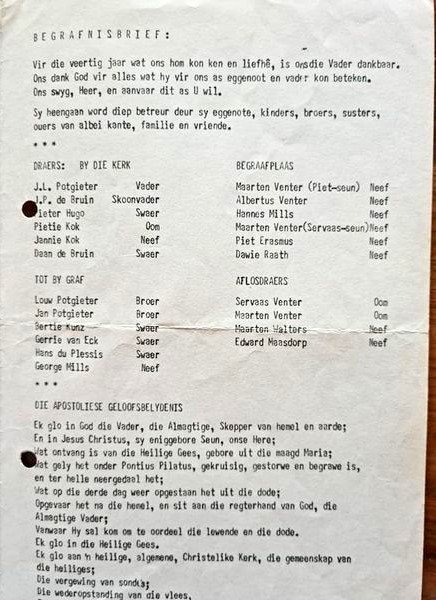 BEGRAFNISBRIEF:
Vir die veertig jaar wat ons hom kon ken en liefhê, is ons die Vader dankbaar.
Ons dank God vir alles wat hy vir ons as eggenoot en vader kon beteken.
Ons swyg, Heer, en aanvaar dit as U wil.
Sy heengaan word diep betreur deur sy eggenote, kinders, broers, susters,
ouers van albei kante, familie en vriende.
* * *
DRAERS: BY DIE KERK
J.L. Potgieter Vader
J.P. de Bruin Skoonvader
Pieter Hugo Swaer
Pietie Kok Oom
Jannie Kok Neef
Daan de Bruin Swaer
BEGRAAFPLAAS
Maarten Venter (Piet-seun) Neef
Albertus Venter Neef
Hannes Mills Neef
Maarten Venter(Servaas-seun)Neef
Piet Erasmus Neef
Dawie Raath Neef
TOT BY GRAF
Louw Potgieter Broer
Jan Potgieter Broer
Bertie Kunz Swaer
Gerrie van Eck Swaer
Hans du Plessis Swaer
George Mills Neef
AFLOSDRAERS
Servaas Venter Oom
Maarten Venter Oom
Maarten Walters Neef
Edward Maasdorp Neef
* * *
DIE APOSTOLIESE GELOOFSBELYDENIS
Ek glo in God die Vader, die Almagtige, Skepper van hemel en aarde;
En in Jesus Christus, sy eniggebore Seun, onse Here;
Wat ontvang is van die Heilige Gees, gebore uit die maagd Maria;
Wat gely het onder Pontius Pilatus, gekruisig, gestorwe en begrawe is,
en ter helle neergedael het;
Wat op die derde dag weer opgestaan het uit die dode;
Opgevaar het na die hemel, en sit aan die regterhand van God, die
Almagtige Vader;
Vanwaar Hy sal kom om te oordeel die lewende en die dode.
Ek glo in die Heilige Gees.
Ek glo aan 'n heilige, algemene, Christelike Kerk, die gemeenskap van
die heiliges;
Die vergewing van sondes;
Die wederopstanding van die vlees,